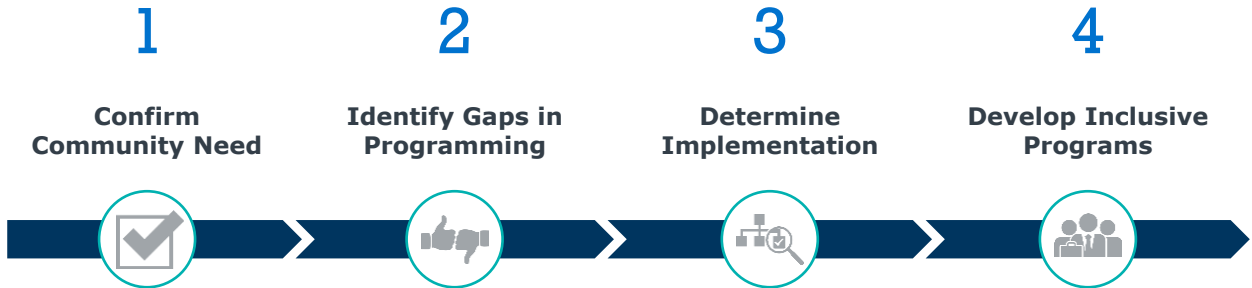 1
Confirm
Community Need
2
Identify Gaps in
Programming
3
Determine
Implementation
4
Develop Inclusive
Programs